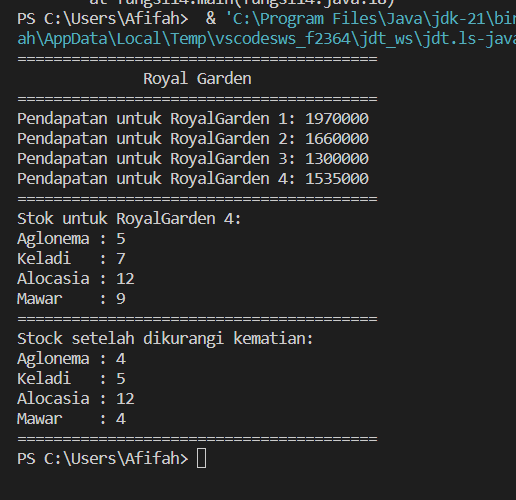 at fungsi14.main(fungsi14.java:18)
PS C:\Users\Afifah>  & 'C:\Program Files\Java\jdk-21\bin
ah\AppData\Local\Temp\vscodesws_f2364\jdt_ws\jdt.ls-java
========================================
Royal Garden
========================================
Pendapatan untuk RoyalGarden 1: 1970000
Pendapatan untuk RoyalGarden 2: 1660000
Pendapatan untuk RoyalGarden 3: 1300000
Pendapatan untuk RoyalGarden 4: 1535000
========================================
Stok untuk RoyalGarden 4:
Aglonema : 5
Keladi   : 7
Alocasia : 12
Mawar    : 9
========================================
Stock setelah dikurangi kematian:
Aglonema : 4
Keladi   : 5
Alocasia : 12
Mawar    : 4
========================================
PS C:\Users\Afifah>